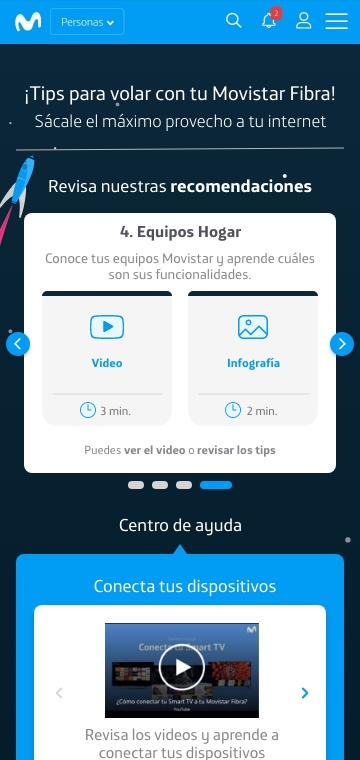 Personas
2
¡Tips para volar con tu Movistar Fibra!
Sácale el máximo provecho a tu internet
Revisa nuestras recomendaciones
4. Equipos Hogar
Conoce tus equipos Movistar y aprende cuáles
son sus funcionalidades.
Video
Infografía
3 min.
2 min.
Puedes ver el video o revisar los tips
Centro de ayuda
Conecta tus dispositivos
Conecta tu Smart TV
¿Cómo conectar tu Smart TV a tu Movistar Fibra?
YouTube
Revisa los videos y aprende a
conectar tus dispositivos